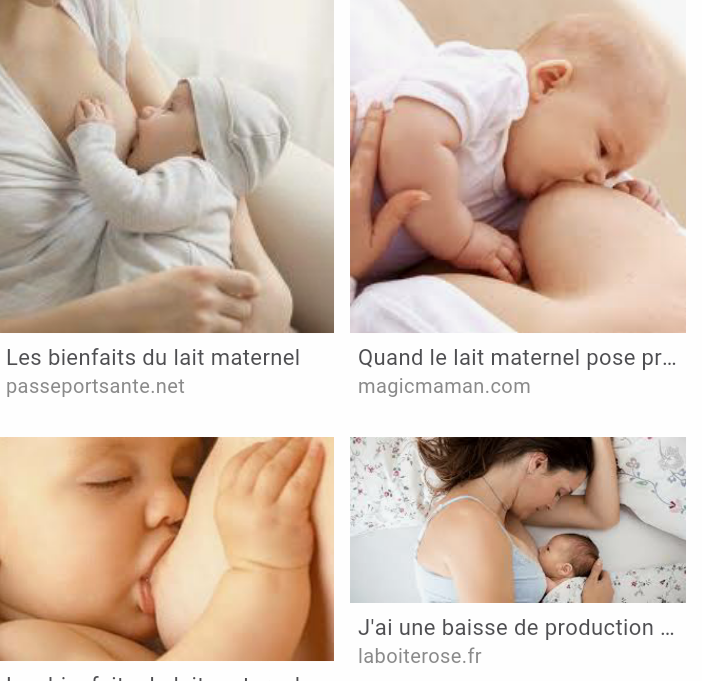 Les bienfaits du lait maternel
passeportsante.net
Quand le lait maternel pose pr...
magicmaman.com
J'ai une baisse de production ...
laboiterose.fr